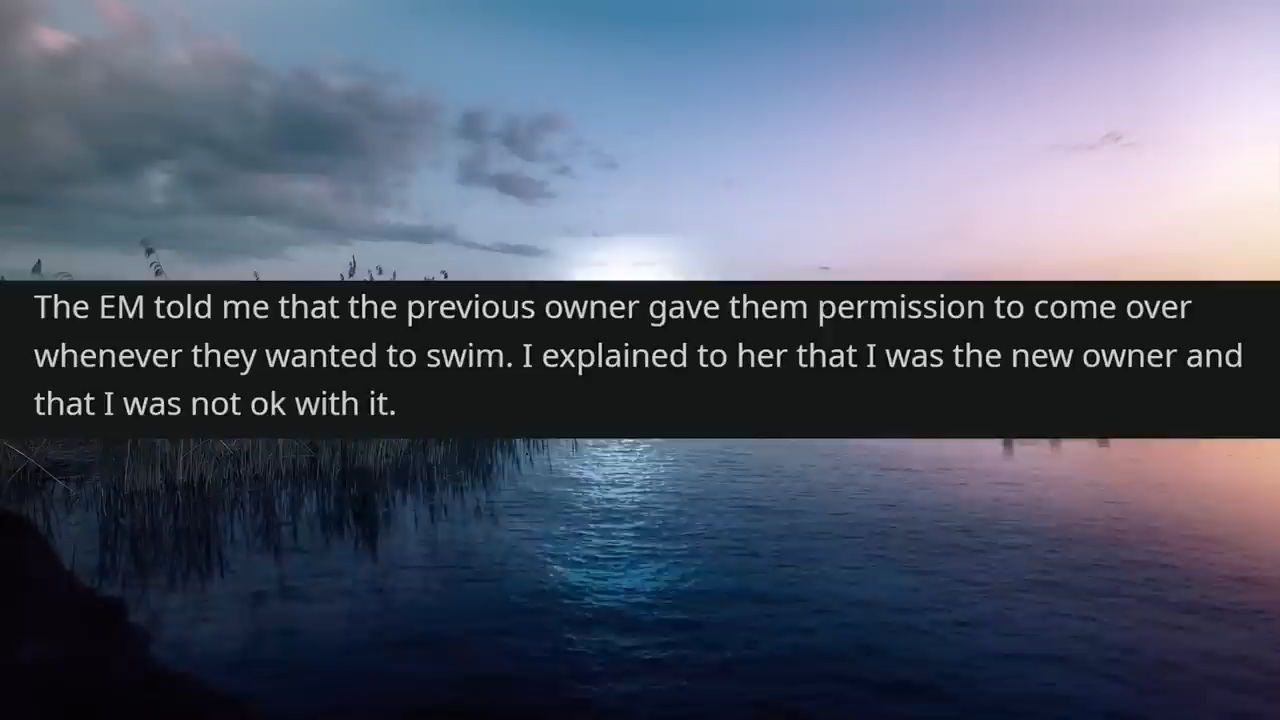 The EM told me that the previous owner gave them permission to come over
whenever they wanted to swim. I explained to her that I was the new owner and
that I was not ok with it.